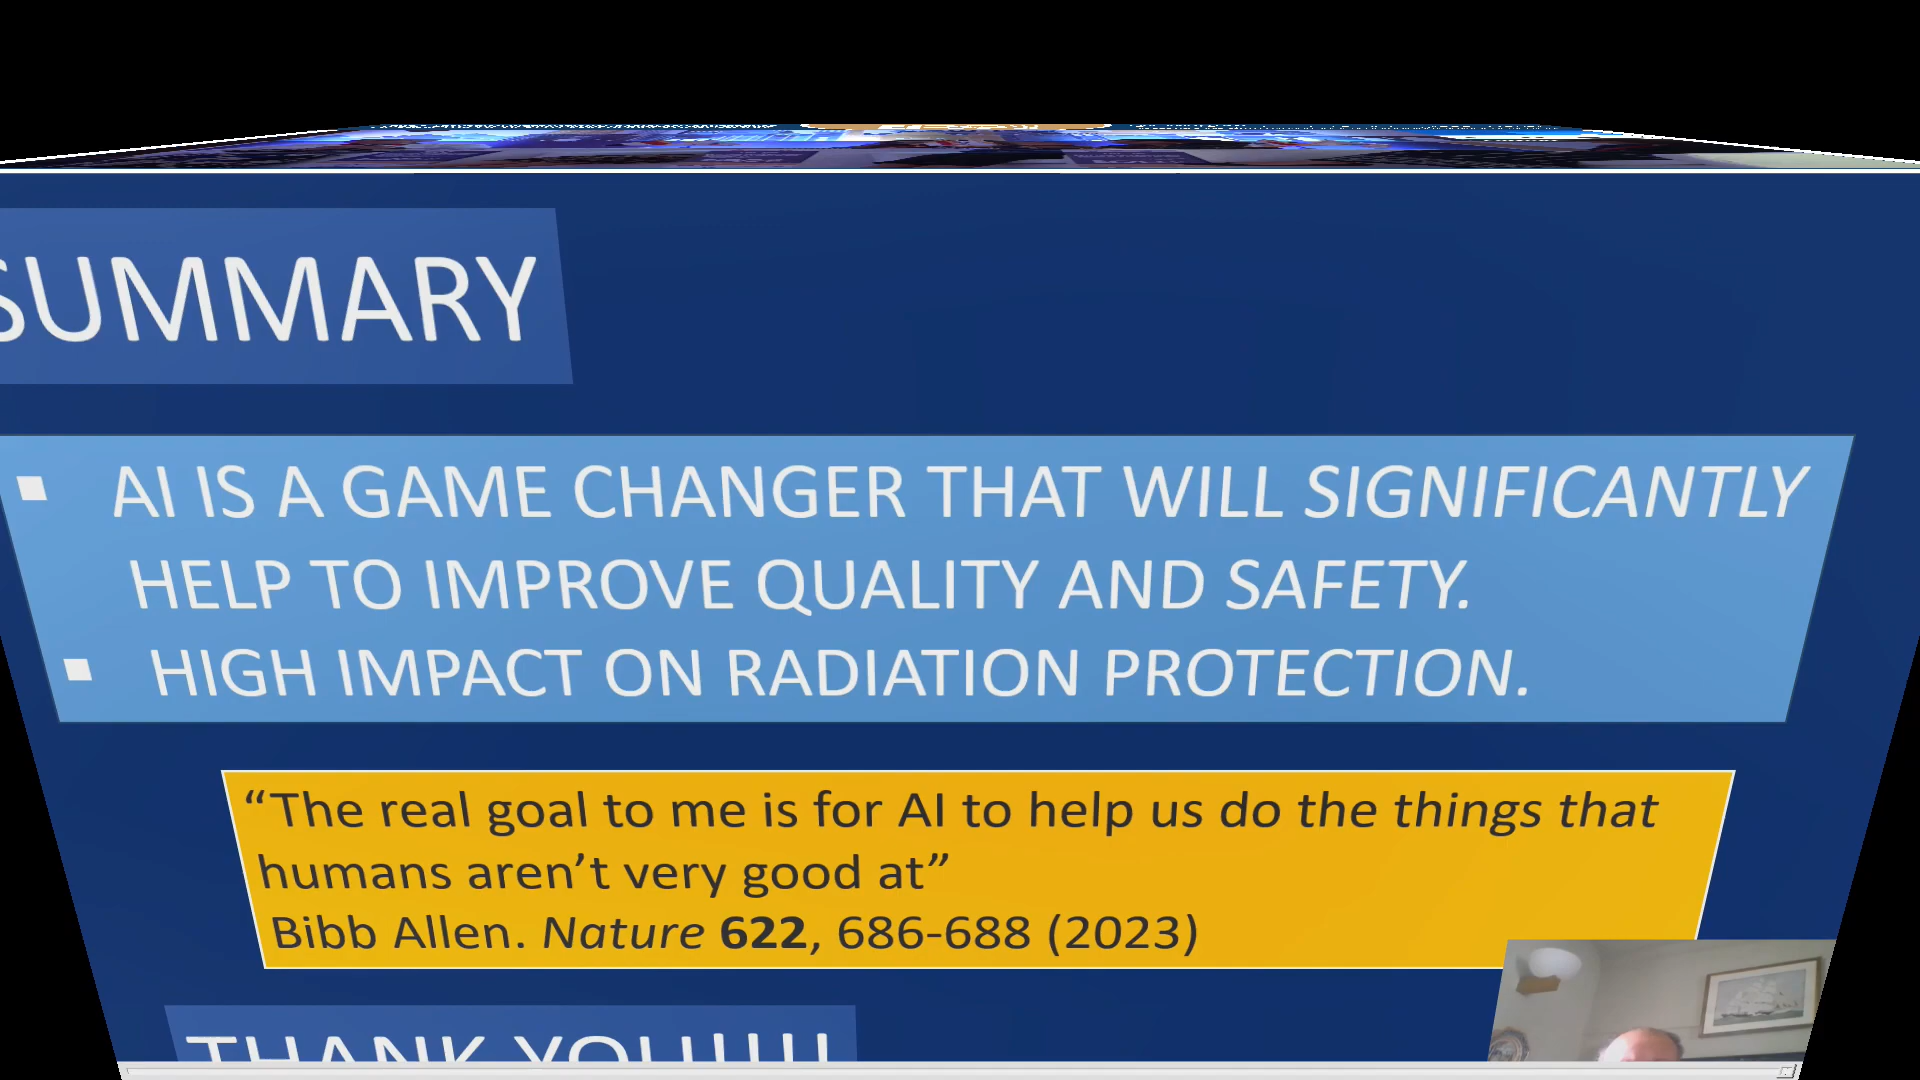 SUMMARY
▪ AI IS A GAME CHANGER THAT WILL SIGNIFICANTLY
HELP TO IMPROVE QUALITY AND SAFETY.
▪ HIGH IMPACT ON RADIATION PROTECTION.
“The real goal to me is for AI to help us do the things that
humans aren’t very good at”
Bibb Allen. Nature 622, 686-688 (2023)
THANK YOU!!!!!